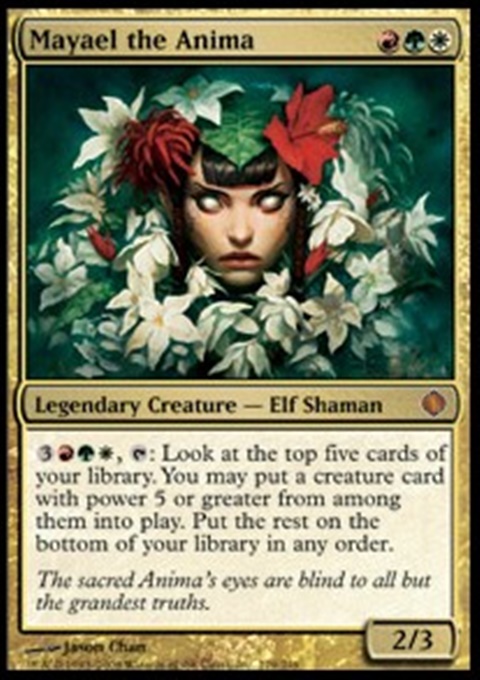 Mayael the Anima
Legendary Creature — Elf Shaman
3, : Look at the top five cards of
your library. You may put a creature card
with power 5 or greater from among
them into play. Put the rest on the
bottom of your library in any order.
The sacred Anima's eyes are blind to all but
the grandest truths.
Jason Chan
2/3